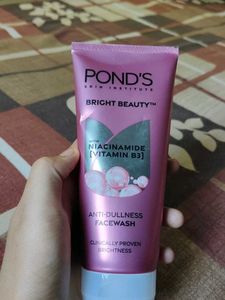 POND'S
SKIN INSTITUTE
BRIGHT BEAUTY™
NIACINAMIDE
[VITAMIN B3]
ANTI-DULLNESS
FACEWASH
CLINICALLY PROVEN
BRIGHTNESS